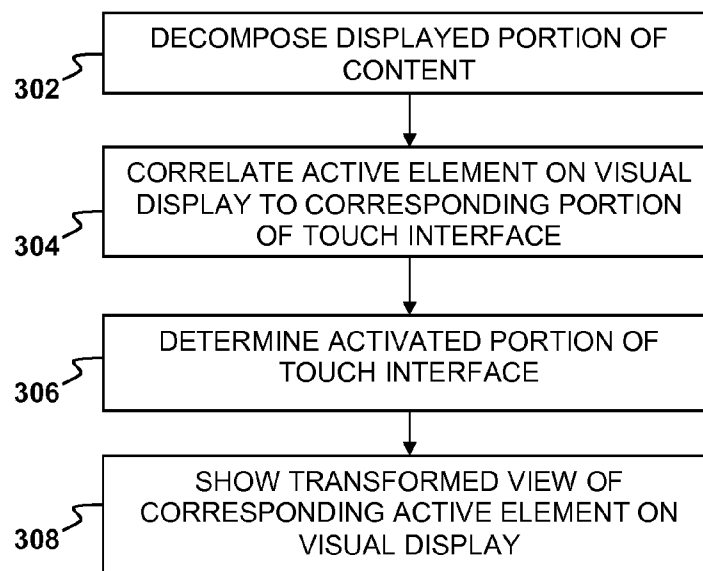 DECOMPOSE DISPLAYED PORTION OF
CONTENT
302
CORRELATE ACTIVE ELEMENT ON VISUAL
DISPLAY TO CORRESPONDING PORTION
OF TOUCH INTERFACE
304
DETERMINE ACTIVATED PORTION OF
TOUCH INTERFACE
306
SHOW TRANSFORMED VIEW OF
CORRESPONDING ACTIVE ELEMENT ON
VISUAL DISPLAY
308